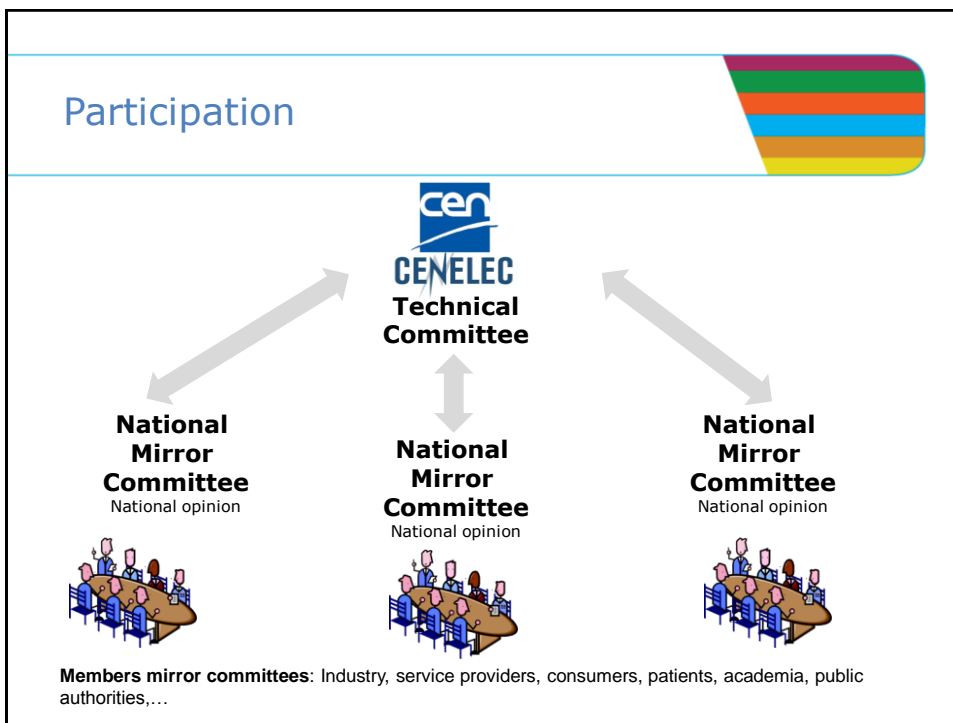 Participation
cen
CENELEC
Technical
Committee
National
Mirror
Committee
National opinion
National
Mirror
Committee
National opinion
National
Mirror
Committee
National opinion
Members mirror committees: Industry, service providers, consumers, patients, academia, public
authorities,…